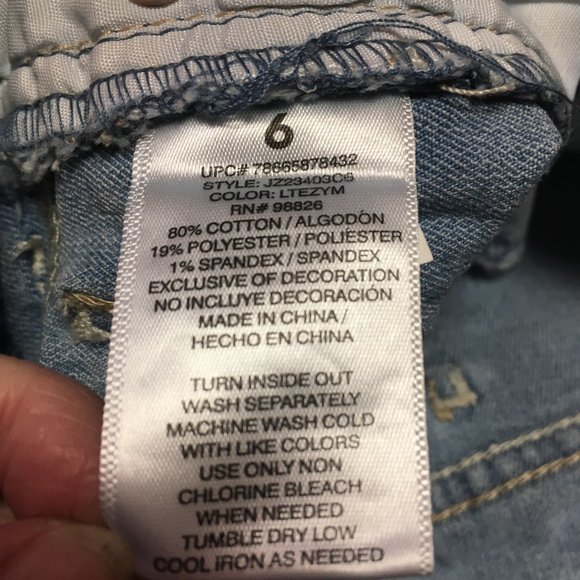 6
UPC# 78665878432
STYLE: JZ23403C6
COLOR: LTEZYM
RN# 98826
80% COTTON / ALGODÓN
19% POLYESTER / POLIÉSTER
1% SPANDEX / SPANDEX
EXCLUSIVE OF DECORATION
NO INCLUYE DECORACIÓN
MADE IN CHINA /
HECHO EN CHINA
TURN INSIDE OUT
WASH SEPARATELY
MACHINE WASH COLD
WITH LIKE COLORS
USE ONLY NON
CHLORINE BLEACH
WHEN NEEDED
TUMBLE DRY LOW
COOL IRON AS NEEDED